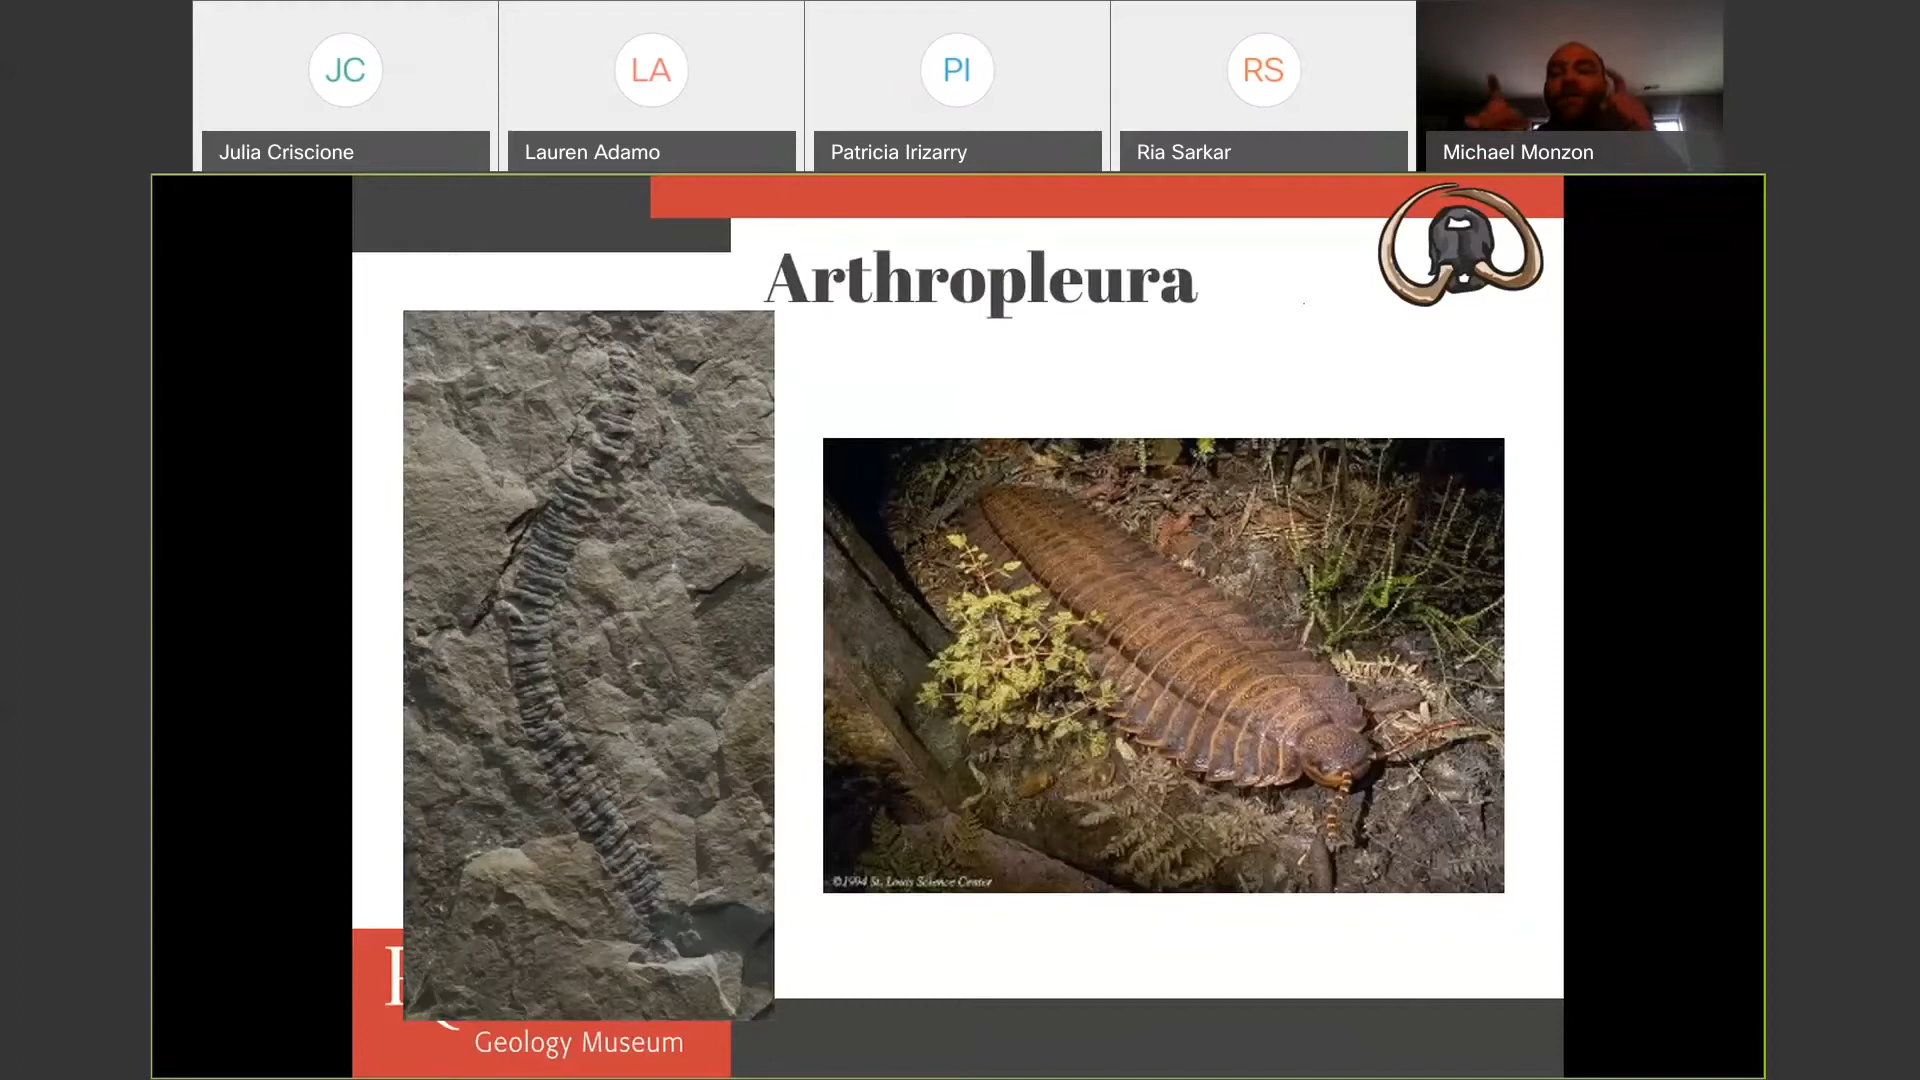 JC
LA
PI
RS
Julia Criscione
Lauren Adamo
Patricia Irizarry
Ria Sarkar
Michael Monzon
Arthropleura
©1994 St. Louis Science Center
Geology Museum